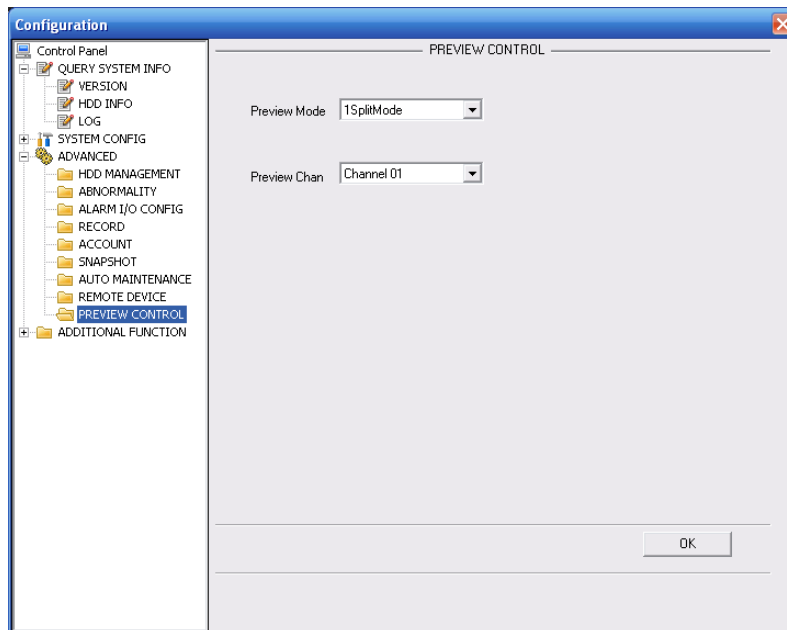 Configuration
Control Panel
QUERY SYSTEM INFO
VERSION
HDD INFO
LOG
SYSTEM CONFIG
ADVANCED
HDD MANAGEMENT
ABNORMALITY
ALARM I/O CONFIG
RECORD
ACCOUNT
SNAPSHOT
AUTO MAINTENANCE
REMOTE DEVICE
PREVIEW CONTROL
ADDITIONAL FUNCTION
PREVIEW CONTROL
Preview Mode 1SplitMode
Preview Chan Channel 01
OK